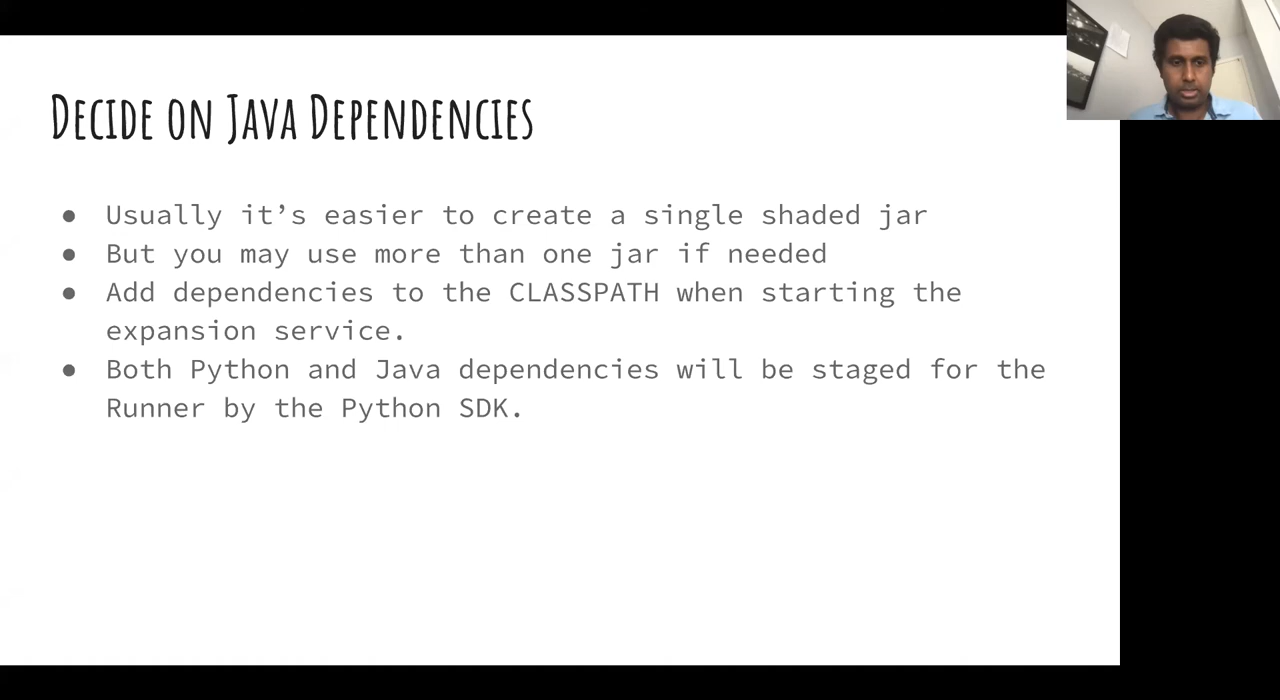 DECIDE ON JAVA DEPENDENCIES
● Usually it’s easier to create a single shaded jar
● But you may use more than one jar if needed
● Add dependencies to the CLASSPATH when starting the
expansion service.
● Both Python and Java dependencies will be staged for the
Runner by the Python SDK.